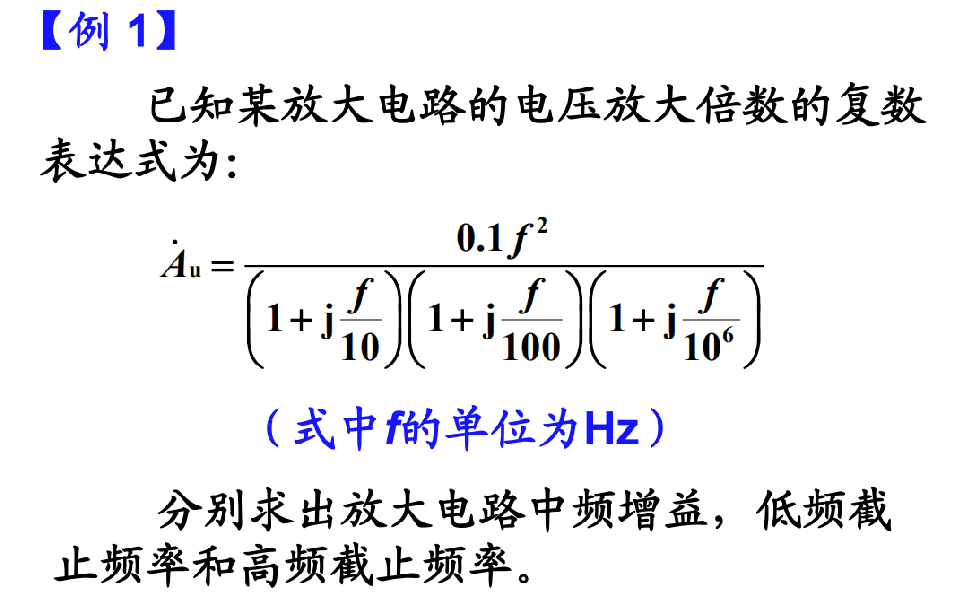 【例 1】
已知某放大电路的电压放大倍数的复数
表达式为：
$\dot{A}_{u}=\frac{0.1f^{2}}{\left(1+j\frac{f}{10}\right)\left(1+j\frac{f}{100}\right)\left(1+j\frac{f}{10^{6}}\right)}$
（式中f的单位为Hz）
分别求出放大电路中频增益，低频截
止频率和高频截止频率。